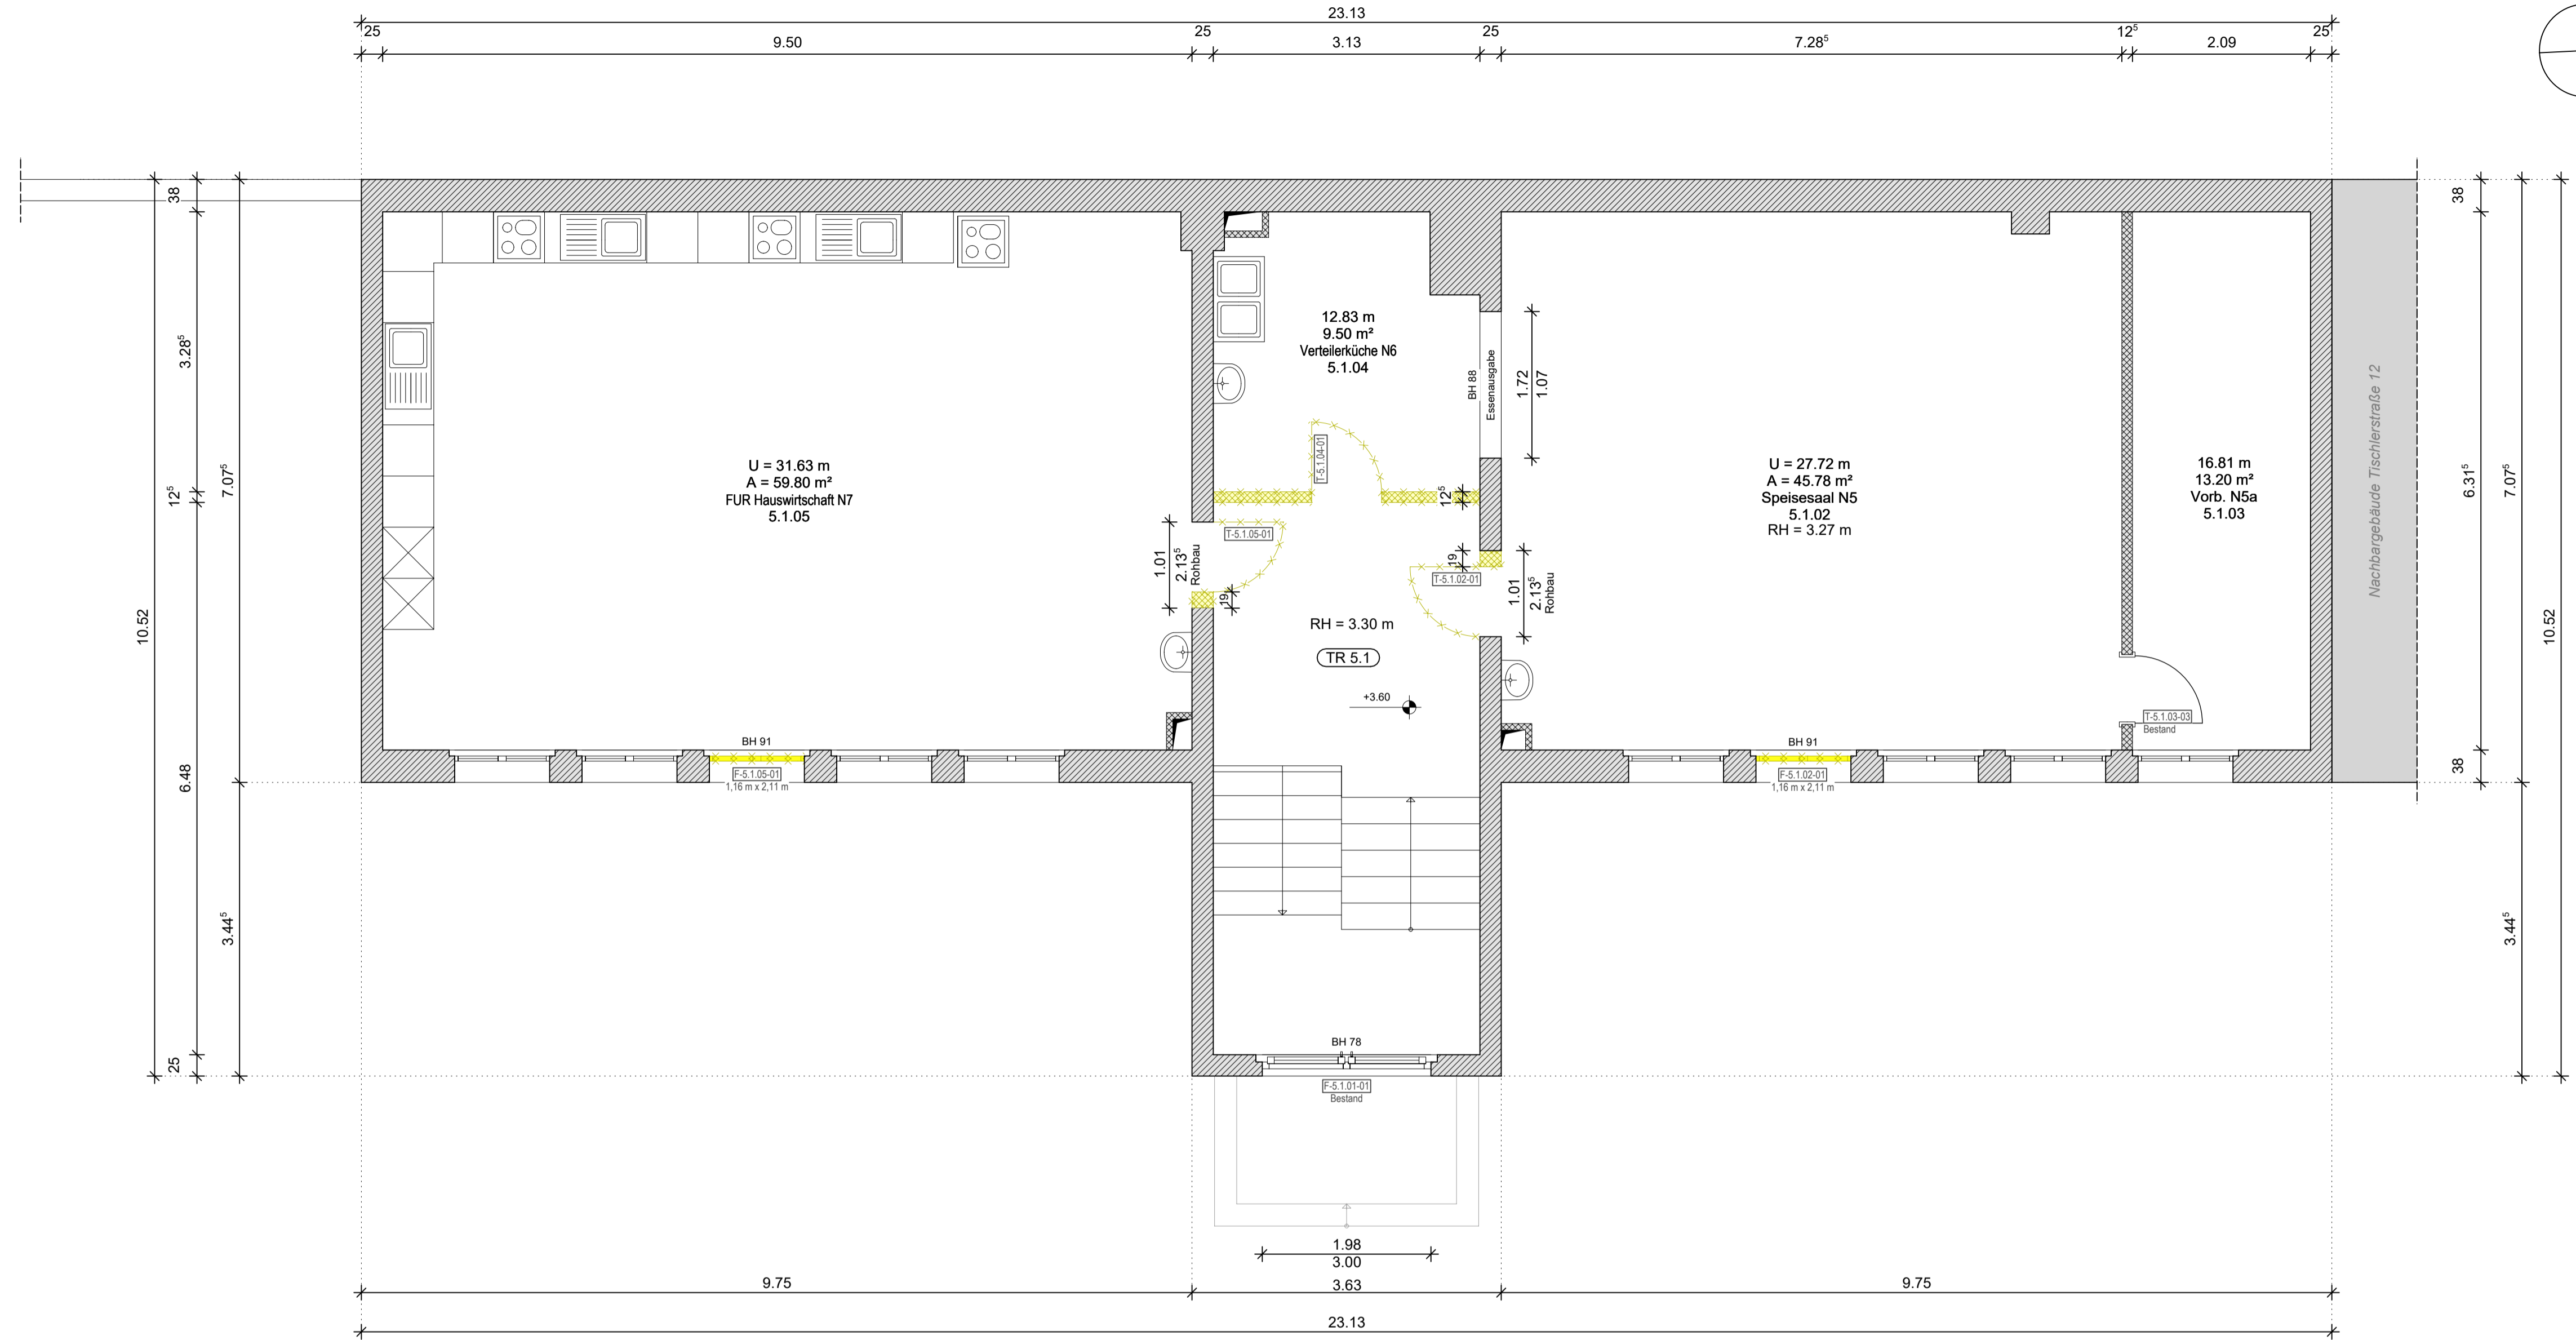 23.13
25
9.50
25
3.13
25
7.28⁵
12⁵
2.09
25
38
3.28⁵
12⁵
6.48
25
10.52
7.07⁵
3.44⁵
38
6.31⁵
38
7.07⁵
3.44⁵
10.52
U = 31.63 m
A = 59.80 m²
FUR Hauswirtschaft N7
5.1.05
12.83 m
9.50 m²
Verteilerküche N6
5.1.04
BH 88
Essenausgabe
1.72
1.07
T-5.1.04-01
12⁵
T-5.1.05-01
1.01
2.13⁵
Rohbau
19
19
T-5.1.02-01
1.01
2.13⁵
Rohbau
RH = 3.30 m
TR 5.1
+3.60
U = 27.72 m
A = 45.78 m²
Speisesaal N5
5.1.02
RH = 3.27 m
16.81 m
13.20 m²
Vorb. N5a
5.1.03
Nachbargebäude Tischlerstraße 12
T-5.1.03-03
Bestand
BH 91
F-5.1.05-01
1,16 m x 2,11 m
BH 91
F-5.1.02-01
1,16 m x 2,11 m
BH 78
F-5.1.01-01
Bestand
1.98
3.00
9.75
3.63
9.75
23.13